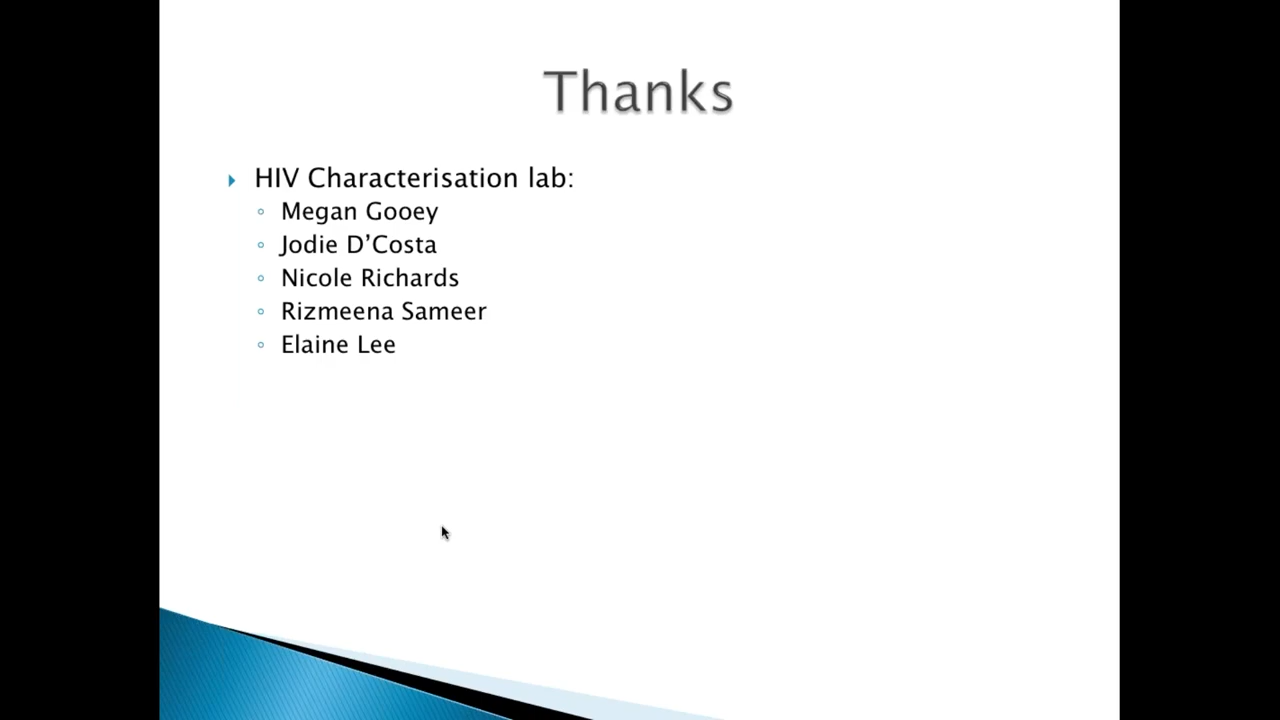 Thanks
HIV Characterisation lab:
Megan Gooey
Jodie D’Costa
Nicole Richards
Rizmeena Sameer
Elaine Lee